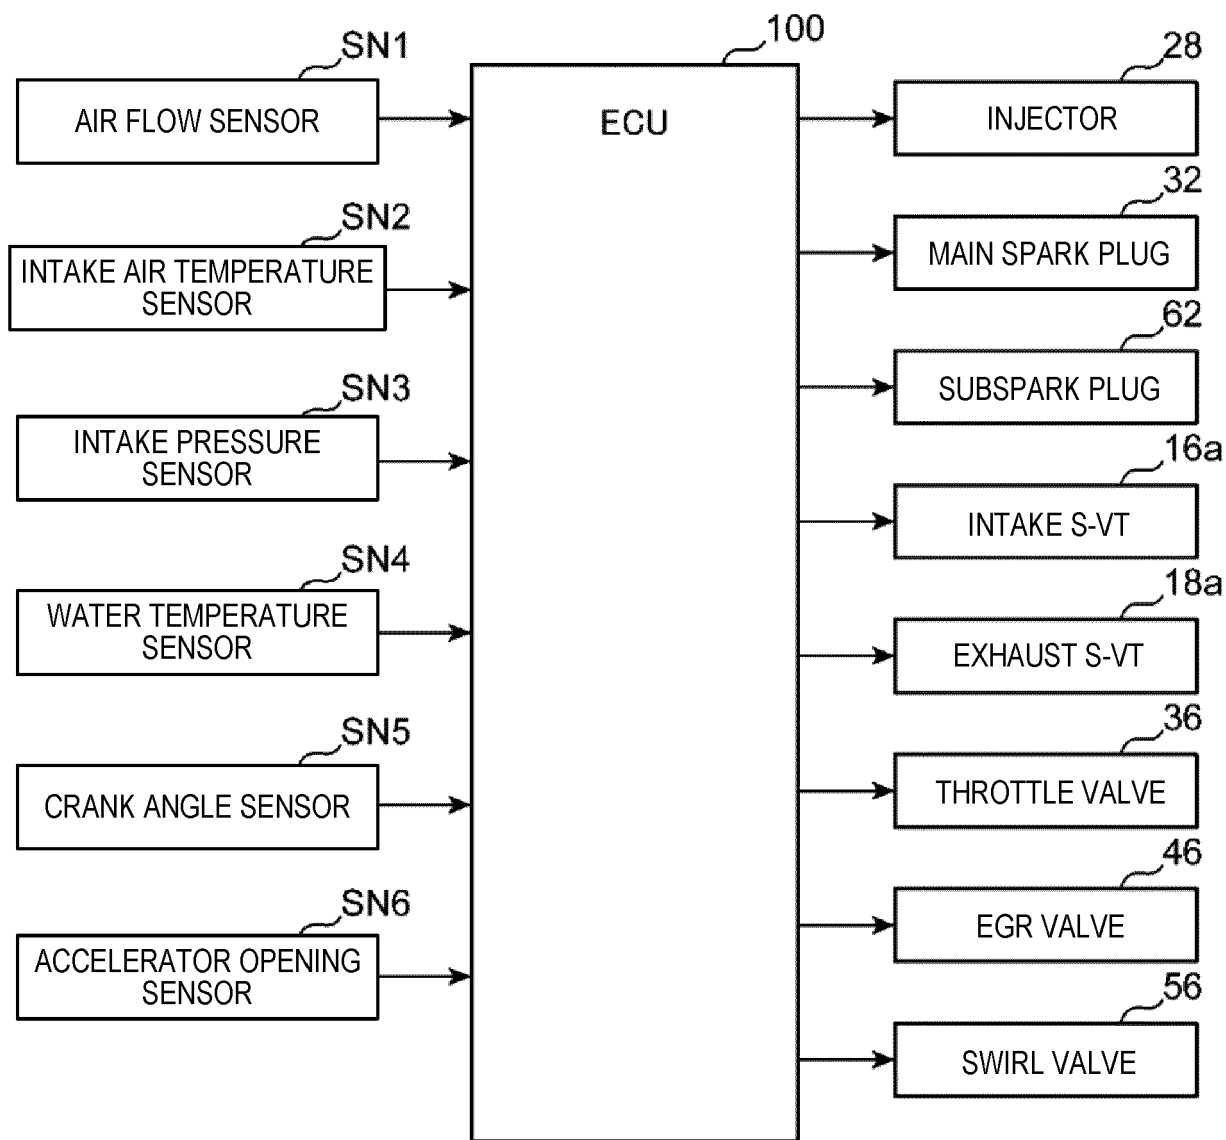 SN1
AIR FLOW SENSOR
SN2
INTAKE AIR TEMPERATURE
SENSOR
SN3
INTAKE PRESSURE
SENSOR
SN4
WATER TEMPERATURE
SENSOR
SN5
CRANK ANGLE SENSOR
SN6
ACCELERATOR OPENING
SENSOR
100
ECU
28
INJECTOR
32
MAIN SPARK PLUG
62
SUBSPARK PLUG
16a
INTAKE S-VT
18a
EXHAUST S-VT
36
THROTTLE VALVE
46
EGR VALVE
56
SWIRL VALVE